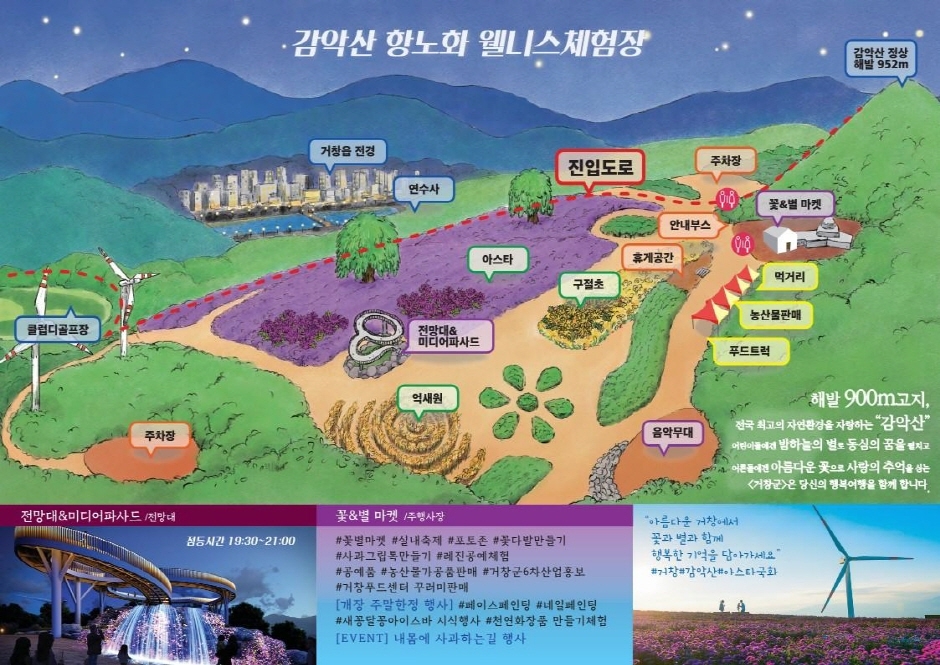 감악산 항노화 웰니스체험장
감악산 정상
해발 952m
거창읍 전경
연수사
진입도로
주차장
꽃&별 마켓
안내부스
아스타
휴게공간
구절초
먹거리
농산물판매
클럽디골프장
전망대&
미디어파사드
푸드트럭
억새원
주차장
음악무대
해발 900m고지,
전국 최고의 자연환경을 자랑하는 "감악산"
어린이들에겐 밤하늘의 별로 동심의 꿈을 펼치고
어른들에겐 아름다운 꽃으로 사랑의 추억을 심는
<거창군>은 당신의 행복여행을 함께 합니다.
전망대&미디어파사드 /전망대
점등시간 19:30~21:00
꽃&별 마켓 /주행사장
#꽃별마켓 #실내축제 #포토존 #꽃다발만들기
#사과그립톡만들기 #레진공예체험
#공예품 #농산물가공품판매 #거창군6차산업홍보
#거창푸드센터 꾸러미판매
[개장 주말한정 행사] #페이스페인팅 #네일페인팅
#새콩달콩아이스바 시식행사 #천연화장품 만들기체험
[EVENT] 내몸에 사과하는길 행사
"아름다운 거창에서
꽃과 별과 함께
행복한 기억을 담아가세요"
#거창#감악산#아스타국화